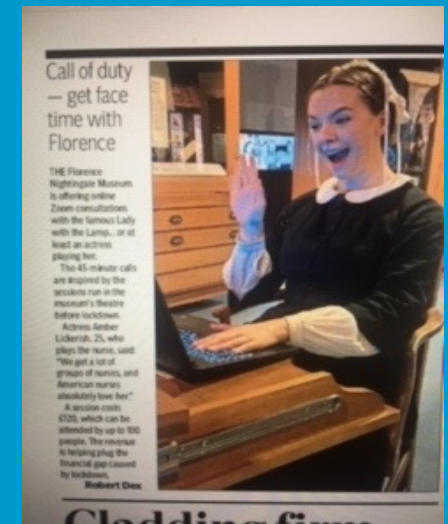 Call of duty
— get face
time with
Florence
THE Florence
Nightingale Museum
is offering online
Zoom consultations
with the famous Lady
with the Lamp... or at
least an actress
playing her.
The 45-minute calls
are inspired by the
sessions run in the
museum's theatre
before lockdown.
Actress Amber
Lickerish, 25, who
plays the nurse, said:
"We get a lot of
groups of nurses, and
American nurses
absolutely love her."
A session costs
£120, which can be
attended by up to 100
people. The revenue
is helping plug the
financial gap caused
by lockdown.
Robert Dex
Cladding firm